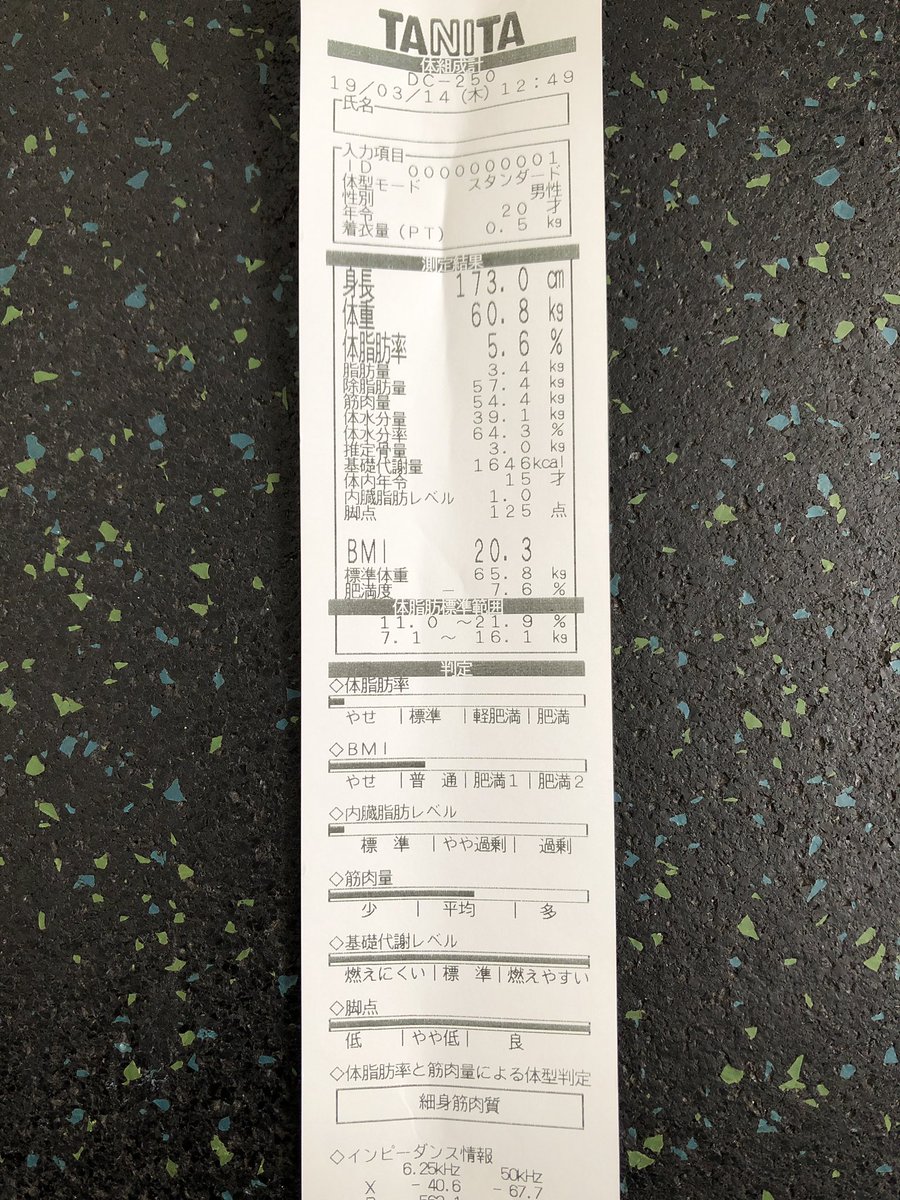 TANITA
体組成計
DC-250
19/03/14(木)12:49
氏名
入力項目
ID 0000000001
体型モード スタンダード
性別 男性
年令 20 才
着衣量(PT) 0.5 kg
測定結果
身長 173.0 cm
体重 60.8 kg
体脂肪率 5.6 %
脂肪量 3.4 kg
除脂肪量 57.4 kg
筋肉量 54.4 kg
体水分量 39.1 kg
体水分率 64.3 %
推定骨量 3.0 kg
基礎代謝量 1646kcal
体内年令 15 才
内臓脂肪レベル 1.0
脚点 125 点
BMI 20.3
標準体重 65.8 kg
肥満度 - 7.6 %
体脂肪標準範囲
11.0 ~21.9 %
7.1 ~ 16.1 kg
判定
◇体脂肪率
やせ |標準 |軽肥満|肥満
◇BMI
やせ |普 通|肥満1|肥満2
◇内臓脂肪レベル
標 準 |やや過剰| 過剰
◇筋肉量
少 | 平均 | 多
◇基礎代謝レベル
燃えにくい|標 準|燃えやすい
◇脚点
低 |やや低| 良
◇体脂肪率と筋肉量による体型判定
細身筋肉質
◇インピーダンス情報
6.25kHz 50kHz
X - 40.6 - 67.7